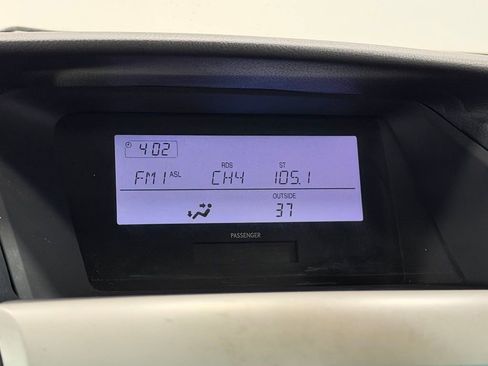 4:02
RDS ST
FM1 ASL CH4 105.1
OUTSIDE
37
PASSENGER